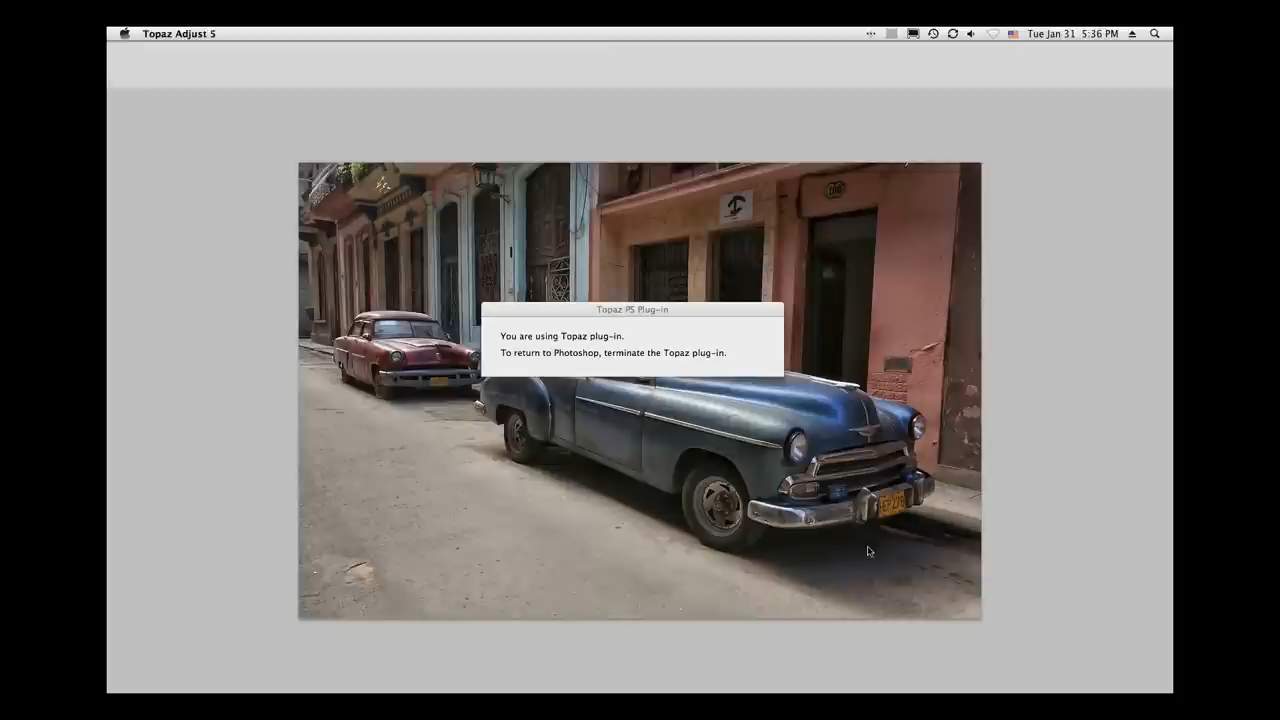 Topaz Adjust 5
Tue Jan 31 5:36 PM
108
Topaz PS Plug-in
You are using Topaz plug-in.
To return to Photoshop, terminate the Topaz plug-in.